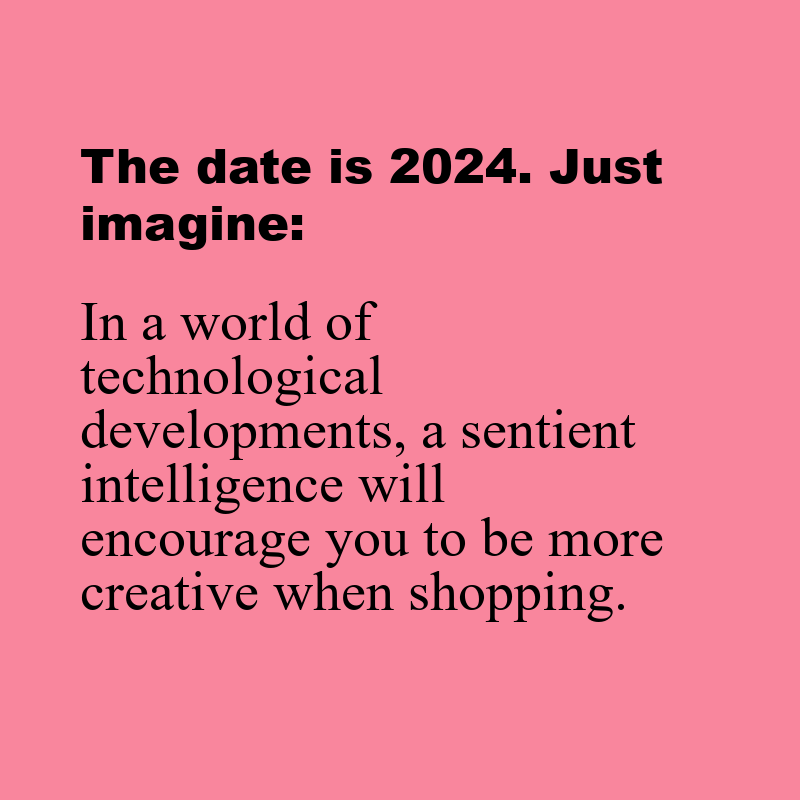 The date is 2024. Just
imagine:
In a world of
technological
developments, a sentient
intelligence will
encourage you to be more
creative when shopping.